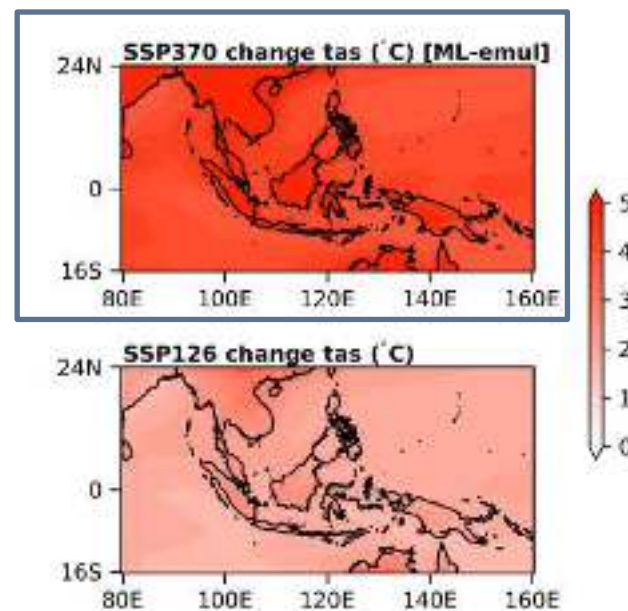 SSP370 change tas (°C) [ML-emul]
24N
0
16S
80E 100E 120E 140E 160E
5
4
3
2
1
0
SSP126 change tas (°C)
24N
0
16S
80E 100E 120E 140E 160E